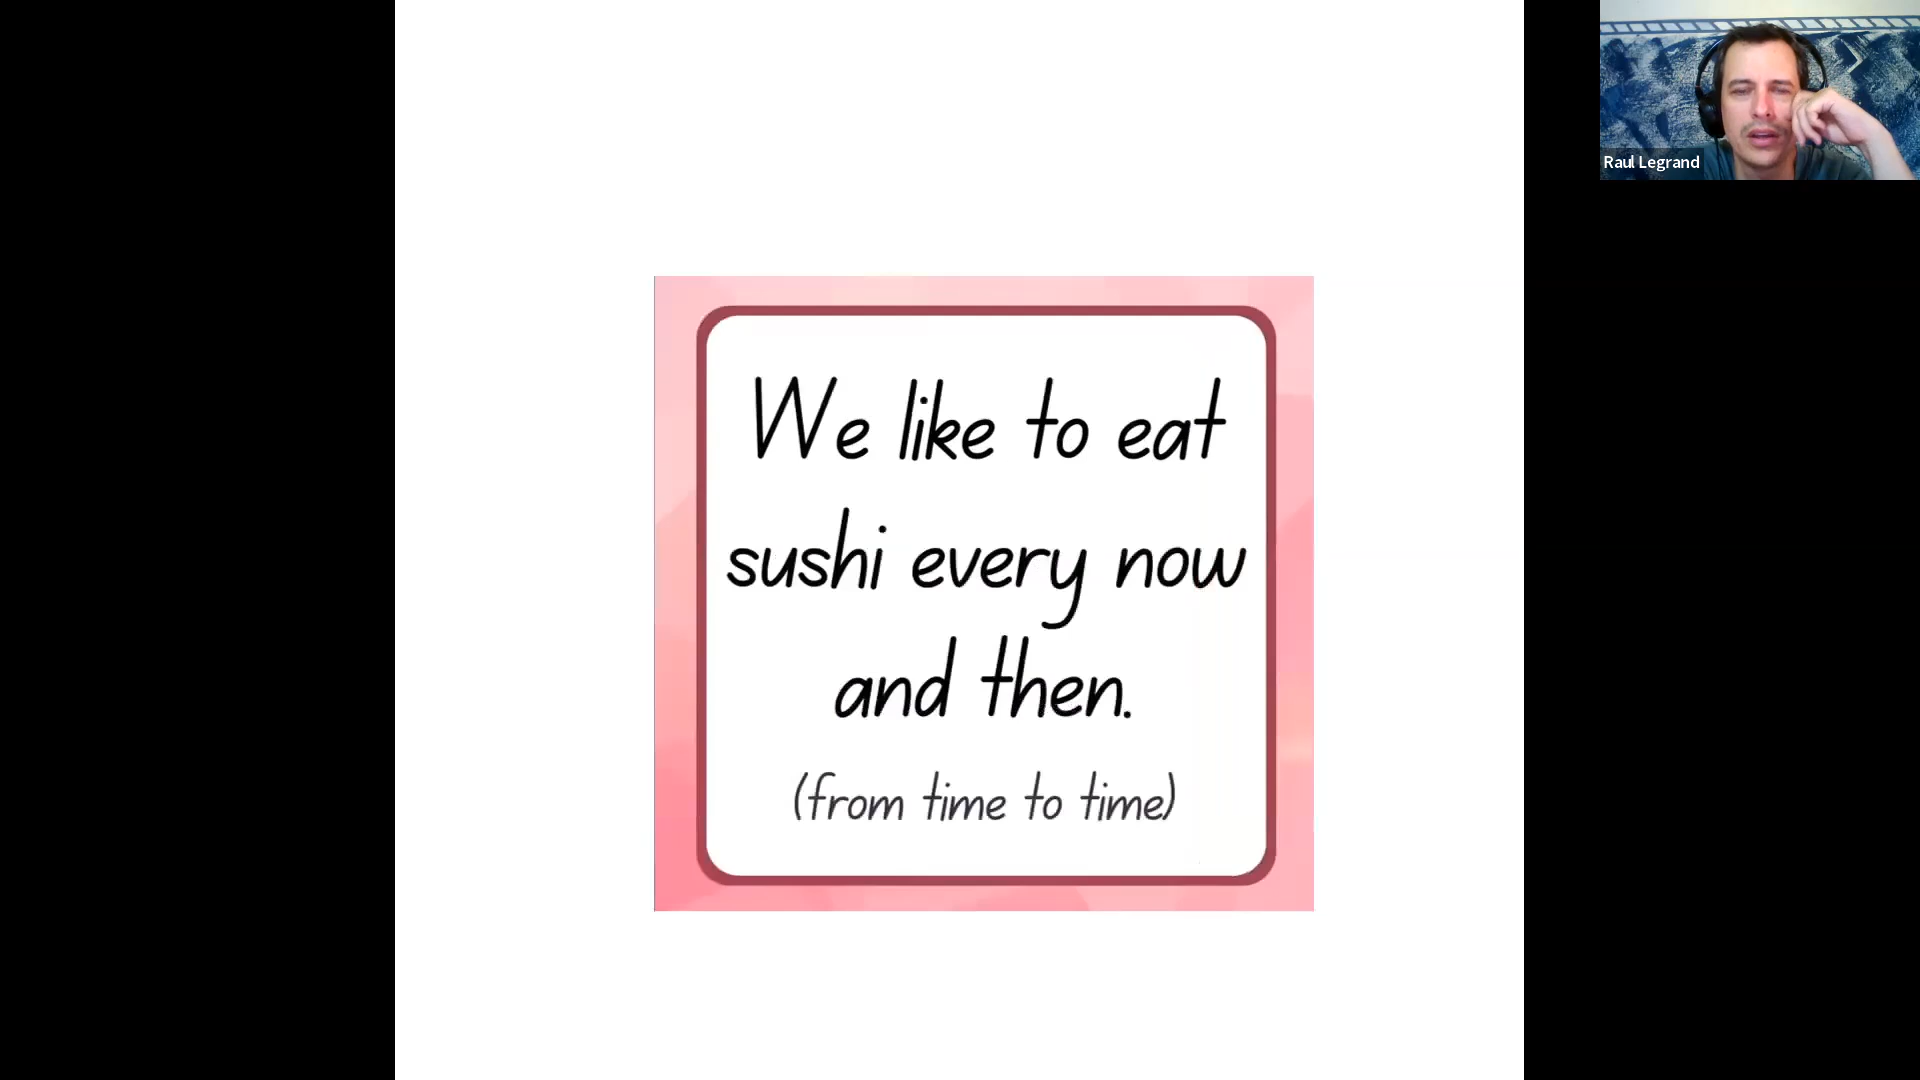 Raul Legrand
We like to eat
sushi every now
and then.
(from time to time)